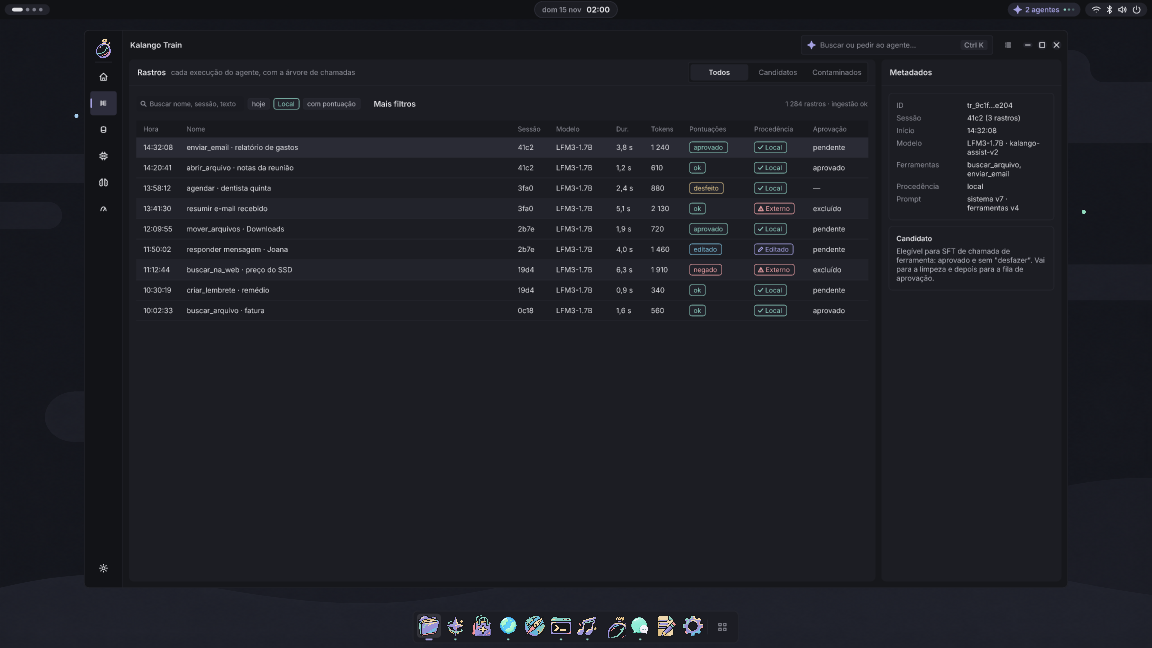 dom 15 nov 02:00
2 agentes
Kalango Train
Buscar ou pedir ao agente... Ctrl K
Rastros cada execução do agente, com a árvore de chamadas
Todos Candidatos Contaminados
Buscar nome, sessão, texto hoje Local com pontuação Mais filtros
1 284 rastros · ingestão ok
Hora Nome Sessão Modelo Dur. Tokens Pontuações Procedência Aprovação
14:32:08 enviar_email · relatório de gastos 41c2 LFM3-1.7B 3,8 s 1 240 aprovado Local pendente
14:20:41 abrir_arquivo · notas da reunião 41c2 LFM3-1.7B 1,2 s 610 ok Local aprovado
13:58:12 agendar · dentista quinta 3fa0 LFM3-1.7B 2,4 s 880 desfeito Local —
13:41:30 resumir e-mail recebido 3fa0 LFM3-1.7B 5,1 s 2 130 ok Externo excluído
12:09:55 mover_arquivos · Downloads 2b7e LFM3-1.7B 1,9 s 720 aprovado Local pendente
11:50:02 responder mensagem · Joana 2b7e LFM3-1.7B 4,0 s 1 460 editado Editado pendente
11:12:44 buscar_na_web · preço do SSD 19d4 LFM3-1.7B 6,3 s 1 910 negado Externo excluído
10:30:19 criar_lembrete · remédio 19d4 LFM3-1.7B 0,9 s 340 ok Local pendente
10:02:33 buscar_arquivo · fatura 0c18 LFM3-1.7B 1,6 s 560 ok Local aprovado
Metadados
ID tr_9c1f…e204
Sessão 41c2 (3 rastros)
Início 14:32:08
Modelo LFM3-1.7B · kalango-
assist-v2
Ferramentas buscar_arquivo,
enviar_email
Procedência local
Prompt sistema v7 ·
ferramentas v4
Candidato
Elegível para SFT de chamada de
ferramenta: aprovado e sem "desfazer". Vai
para a limpeza e depois para a fila de
aprovação.